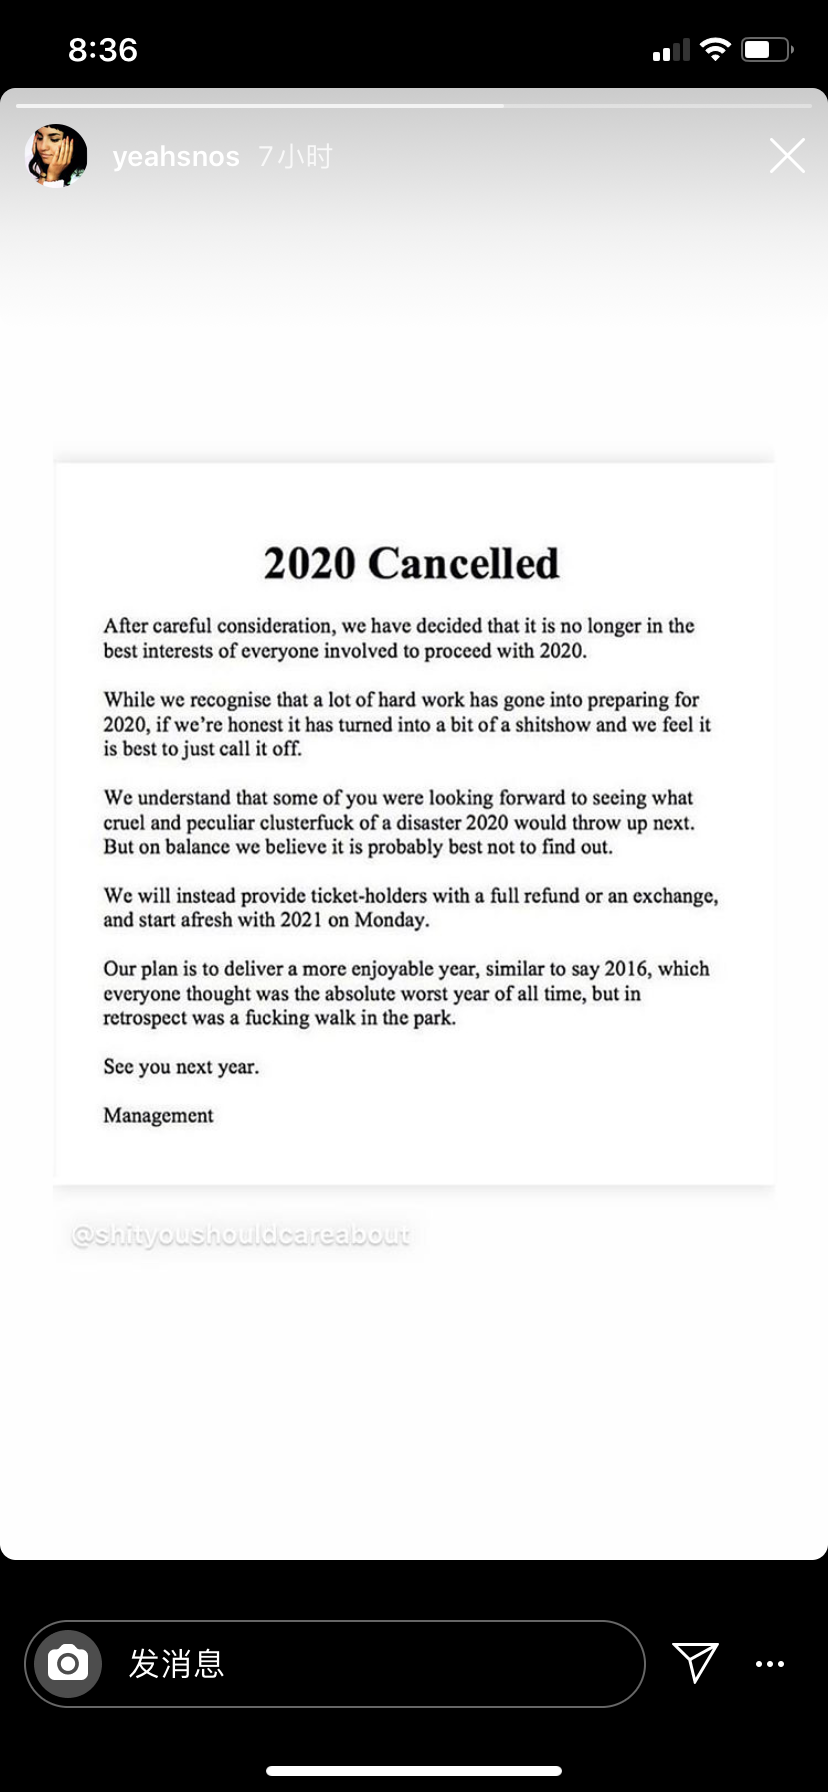 8:36
yeahsnos 7小时
2020 Cancelled
After careful consideration, we have decided that it is no longer in the
best interests of everyone involved to proceed with 2020.
While we recognise that a lot of hard work has gone into preparing for
2020, if we're honest it has turned into a bit of a shitshow and we feel it
is best to just call it off.
We understand that some of you were looking forward to seeing what
cruel and peculiar clusterfuck of a disaster 2020 would throw up next.
But on balance we believe it is probably best not to find out.
We will instead provide ticket-holders with a full refund or an exchange,
and start afresh with 2021 on Monday.
Our plan is to deliver a more enjoyable year, similar to say 2016, which
everyone thought was the absolute worst year of all time, but in
retrospect was a fucking walk in the park.
See you next year.
Management
@shityoushouldcareabout
发消息